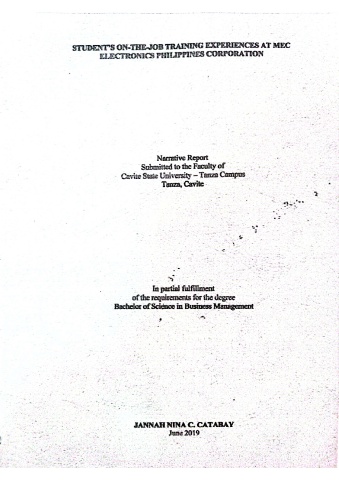 STUDENT'S ON-THE-JOB TRAINING EXPERIENCES AT MEC
ELECTRONICS PHILIPPINES CORPORATION
Narrative Report
Submitted to the Faculty of
Cavite State University – Tanza Campus
Tanza, Cavite
In partial fulfillment
of the requirements for the degree
Bachelor of Science in Business Management
JANNAH NINA C. CATABAY
June 2019